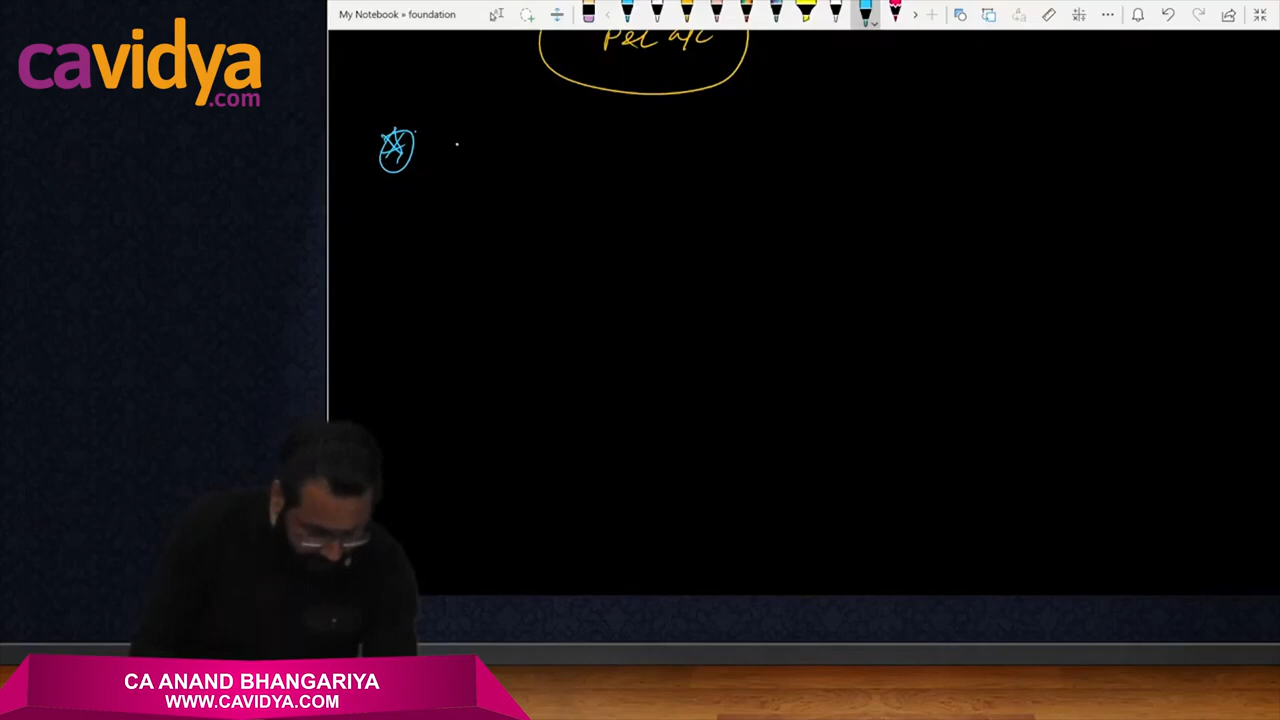 cavidya
.com
My Notebook » foundation
P&L a/c
CA ANAND BHANGARIYA
WWW.CAVIDYA.COM